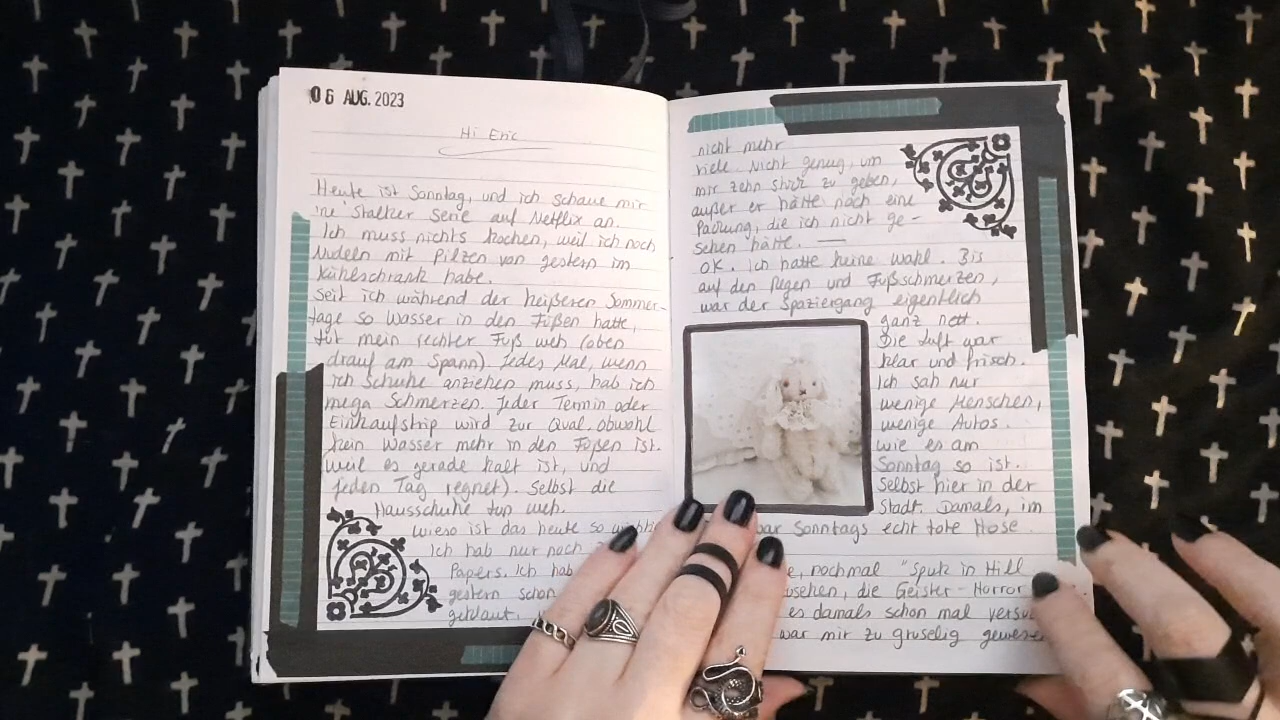 06 AUG. 2023
Hi Eric
Heute ist Sonntag, und ich schaue mir
'ne Stalker Serie auf Netflix an.
Ich muss nichts kochen, weil ich noch
Nudeln mit Pilzen von gestern im
Kühlschrank habe.
Seit ich während der heißeren Sommer-
tage so Wasser in den Füßen hatte,
tut mein rechter Fuß weh (oben
drauf am Spann). Jedes Mal, wenn
ich Schuhe anziehen muss, hab ich
mega Schmerzen. Jeder Termin oder
Einkaufstrip wird zur Qual. obwohl
kein Wasser mehr in den Füßen ist.
weil es gerade kalt ist, und
jeden Tag regnet). Selbst die
Hausschuhe tun weh.
wieso ist das heute so
Ich hab nur noch
Papers. Ich hab
gestern schon
geklaut.
nicht mehr
viele. Nicht genug, um
mir zehn Stück zu geben,
außer er hätte noch eine
Packung, die ich nicht ge-
sehen hätte. —
OK. Ich hatte keine Wahl. Bis
auf den Regen und Fußschmerzen,
war der Spaziergang eigentlich
ganz nett.
Die Luft war
klar und frisch.
Ich sah nur
wenige Menschen,
wenige Autos.
wie es am
Sonntag so ist.
Selbst hier in der
Stadt. Damals, im
war Sonntags echt tote Hose.
nochmal "Spuk in Hill
die Geister-Horror
es damals schon mal
war mir zu gruselig gewesen